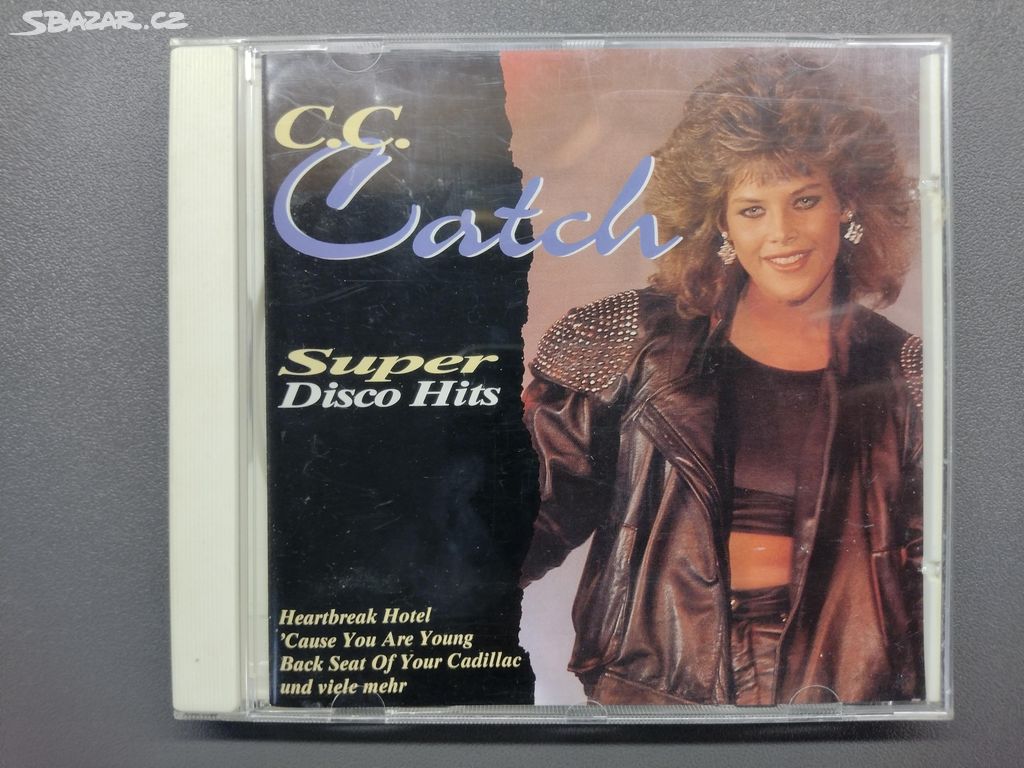 SBAZAR.CZ
C.C.
Catch
Super
Disco Hits
Heartbreak Hotel
'Cause You Are Young
Back Seat Of Your Cadillac
und viele mehr